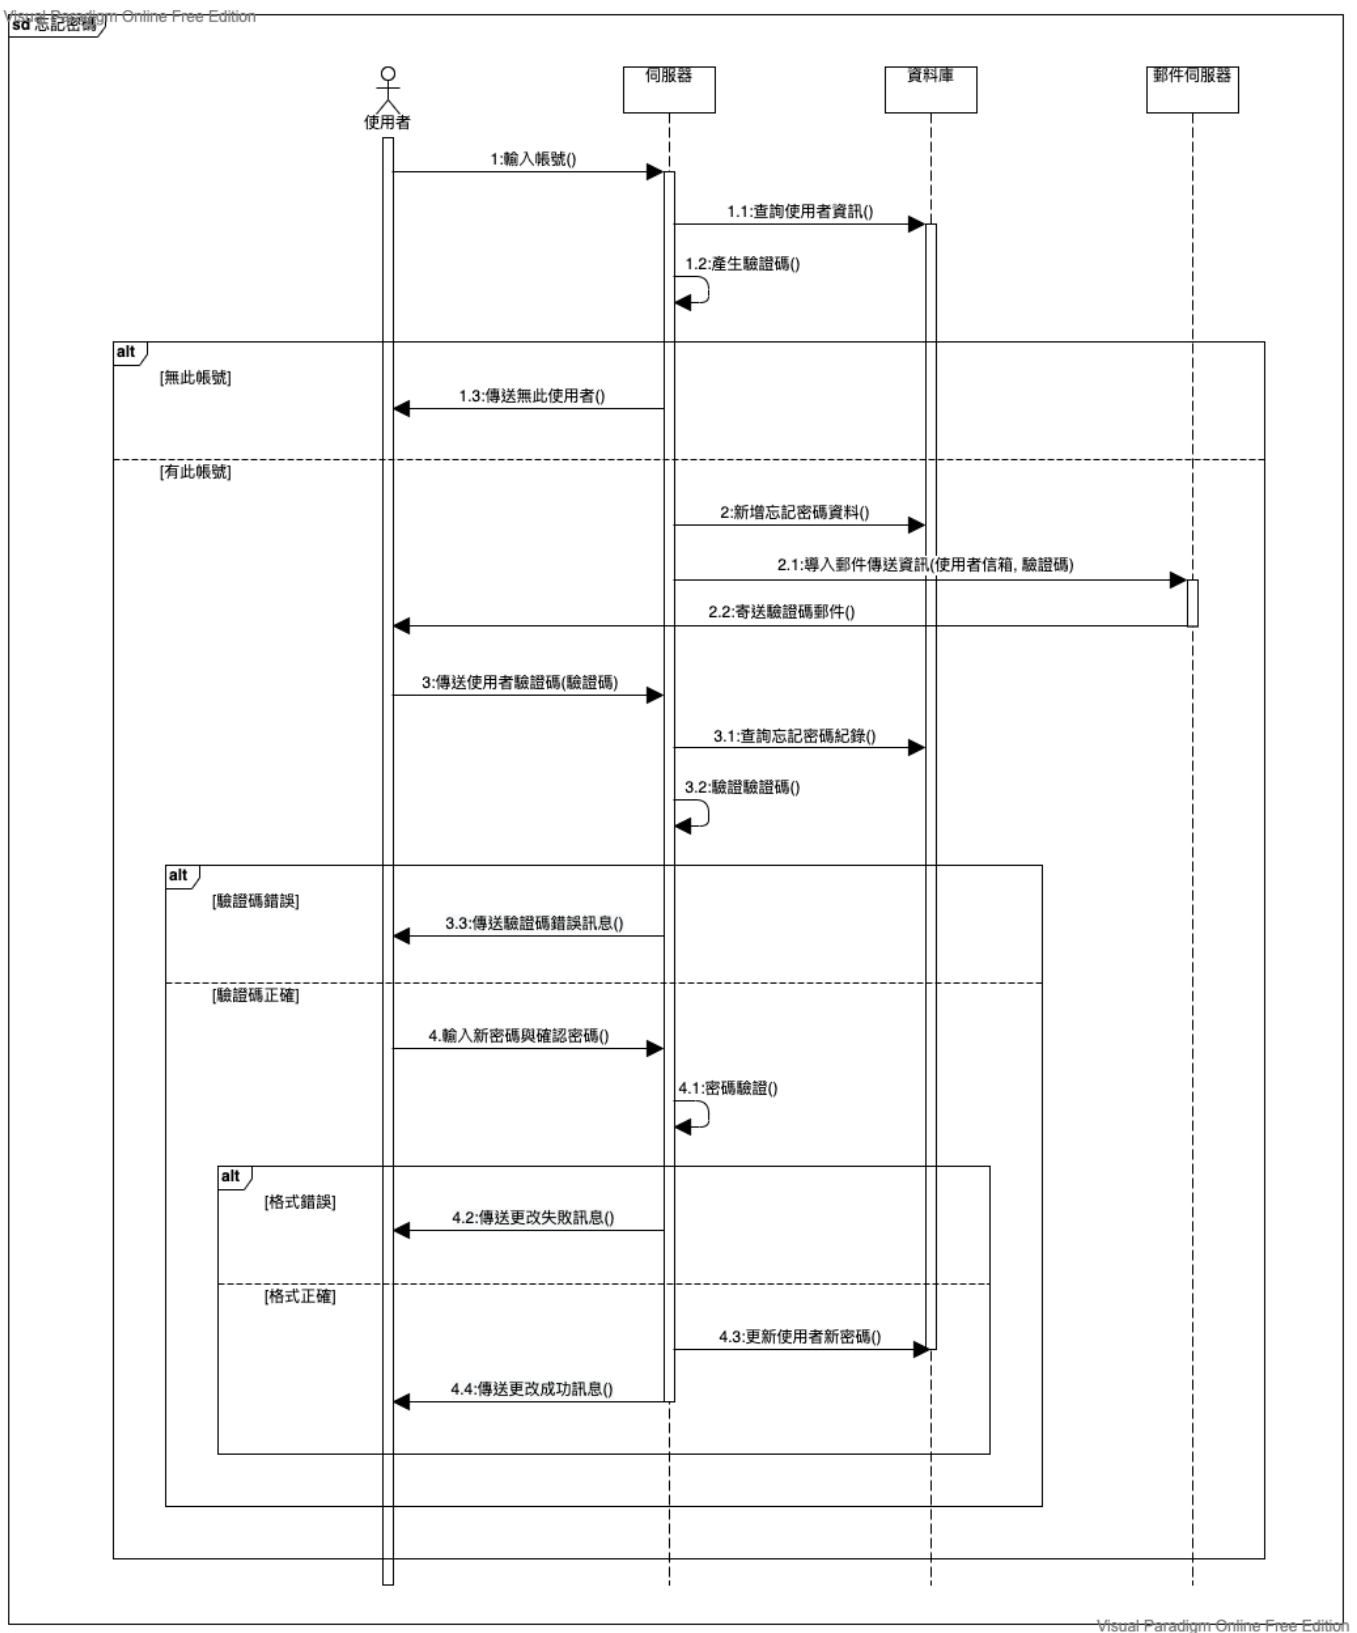 Visual Paradigm Online Free Edition
sd 忘記密碼
使用者
伺服器
資料庫
郵件伺服器
1:輸入帳號()
1.1:查詢使用者資訊()
1.2:產生驗證碼()
alt
[無此帳號]
1.3:傳送無此使用者()
[有此帳號]
2:新增忘記密碼資料()
2.1:導入郵件傳送資訊(使用者信箱, 驗證碼)
2.2:寄送驗證碼郵件()
3:傳送使用者驗證碼(驗證碼)
3.1:查詢忘記密碼紀錄()
3.2:驗證驗證碼()
alt
[驗證碼錯誤]
3.3:傳送驗證碼錯誤訊息()
[驗證碼正確]
4.輸入新密碼與確認密碼()
4.1:密碼驗證()
alt
[格式錯誤]
4.2:傳送更改失敗訊息()
[格式正確]
4.3:更新使用者新密碼()
4.4:傳送更改成功訊息()
Visual Paradigm Online Free Edition